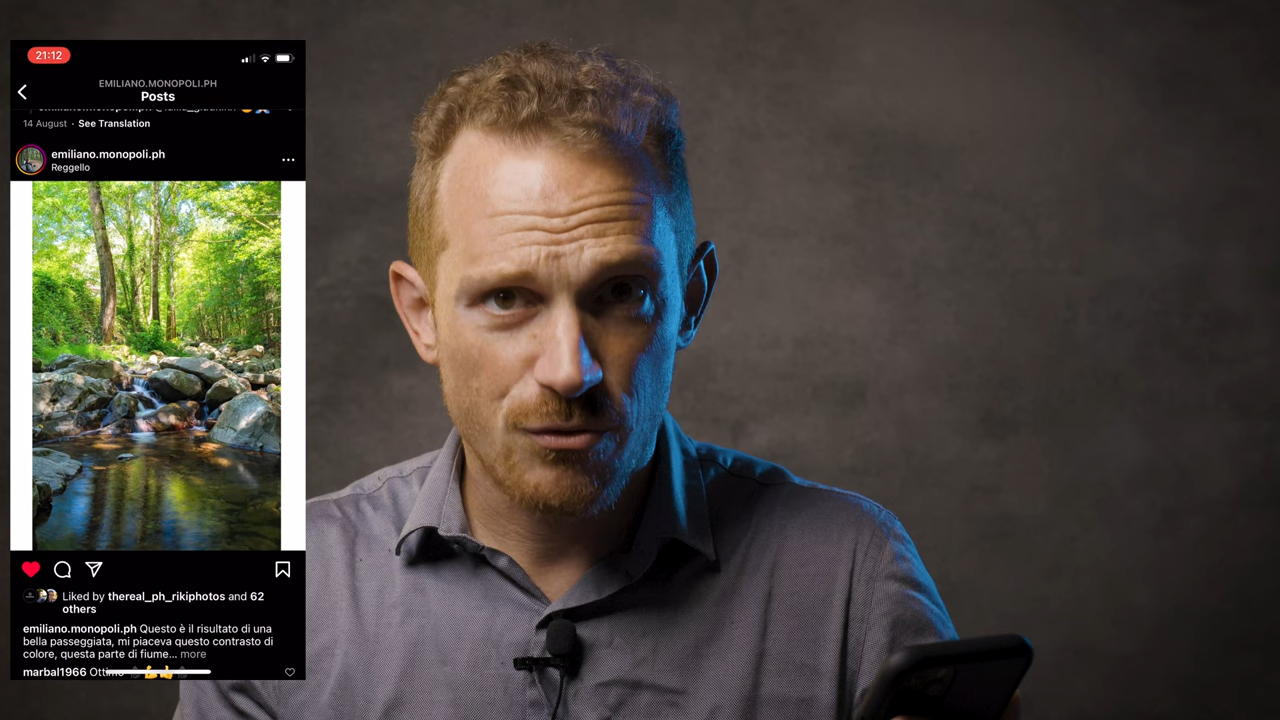 21:12
EMILIANO.MONOPOLI.PH
Posts
14 August · See Translation
emiliano.monopoli.ph
Reggello
Liked by thereal_ph_rikiphotos and 62
others
emiliano.monopoli.ph Questo è il risultato di una
bella passeggiata, mi piaceva questo contrasto di
colore, questa parte di fiume... more
marbal1966 Ottimo